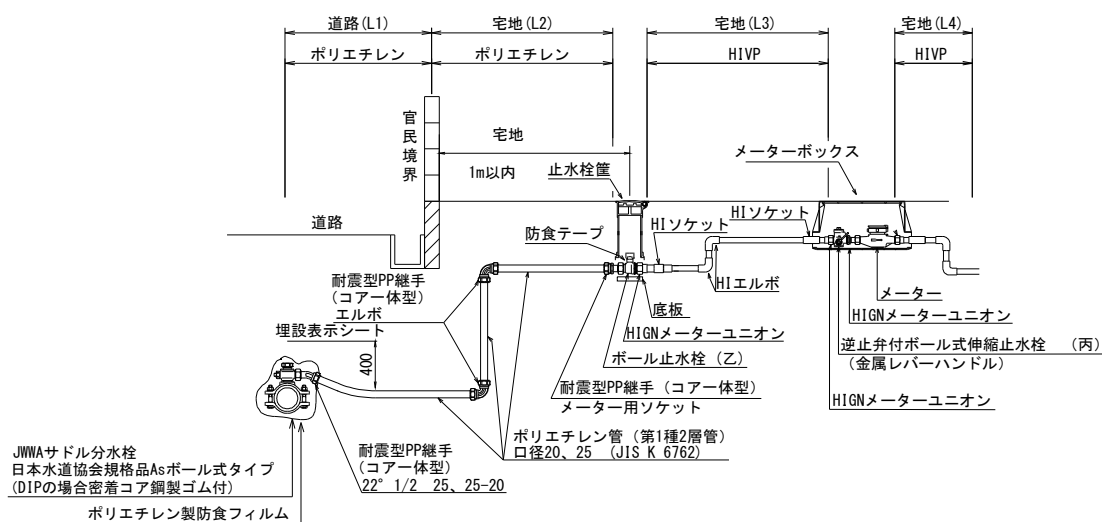 道路(L1)
宅地(L2)
宅地(L3)
宅地(L4)
ポリエチレン
ポリエチレン
HIVP
HIVP
官民境界
宅地
1m以内
止水栓筺
メーターボックス
道路
防食テープ
HIソケット
HIソケット
耐震型PP継手
(コア一体型)
エルボ
埋設表示シート
400
底板
HIエルボ
メーター
HIGNメーターユニオン
HIGNメーターユニオン
ボール止水栓(乙)
逆止弁付ボール式伸縮止水栓 (丙)
(金属レバーハンドル)
耐震型PP継手(コア一体型)
メーター用ソケット
HIGNメーターユニオン
JWWAサドル分水栓
日本水道協会規格品Asボール式タイプ
(DIPの場合密着コア鋼製ゴム付)
耐震型PP継手
(コア一体型)
22° 1/2 25、25-20
ポリエチレン管(第1種2層管)
口径20、25 (JIS K 6762)
ポリエチレン製防食フィルム